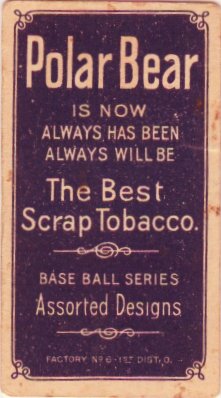 Polar Bear
IS NOW
ALWAYS HAS BEEN
ALWAYS WILL BE
The Best
Scrap Tobacco.
BASE BALL SERIES
Assorted Designs
FACTORY Nº 6 - 1ST DIST. O.